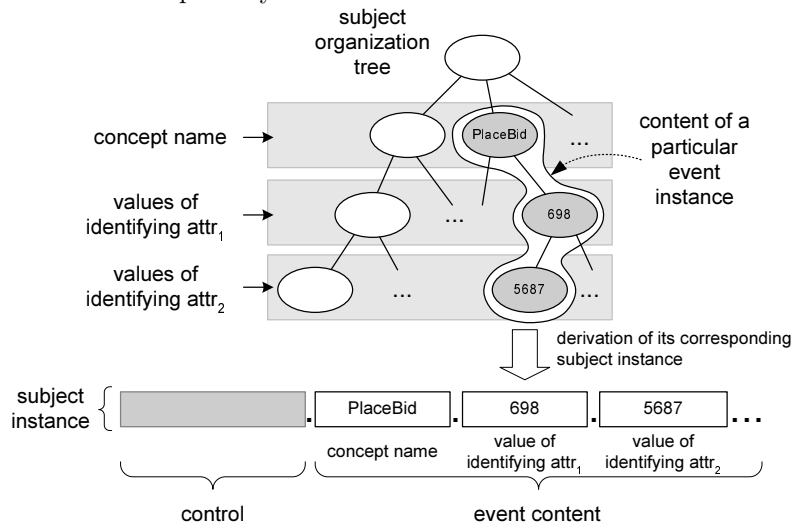 subject
organization
tree
concept name
PlaceBid
...
content of a
particular
event
instance
values of
identifying attr1
...
698
values of
identifying attr2
...
5687
...
derivation of its corresponding
subject instance
subject
instance
. PlaceBid . 698 . 5687 ...
concept name
value of
identifying attr1
value of
identifying attr2
control
event content